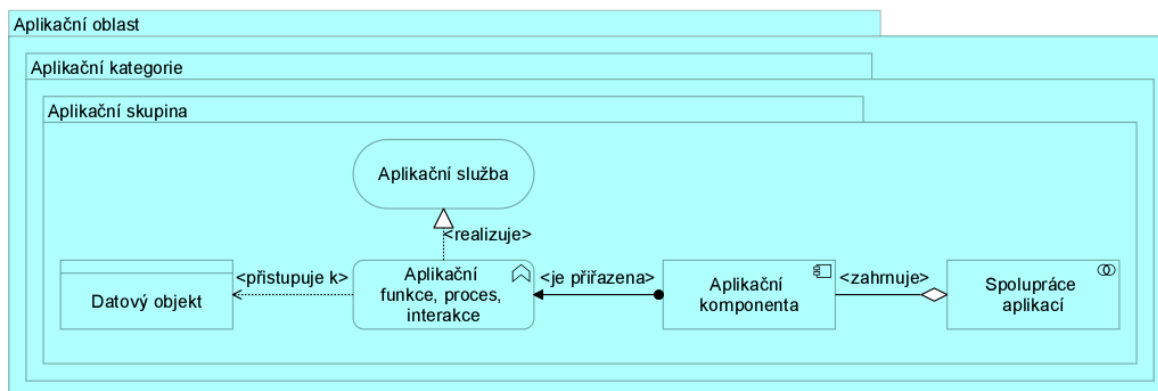 Aplikační oblast
Aplikační kategorie
Aplikační skupina
Aplikační služba
<realizuje>
<přistupuje k>
<je přiřazena>
<zahrnuje>
Datový objekt
Aplikační
funkce, proces,
interakce
Aplikační
komponenta
Spolupráce
aplikací